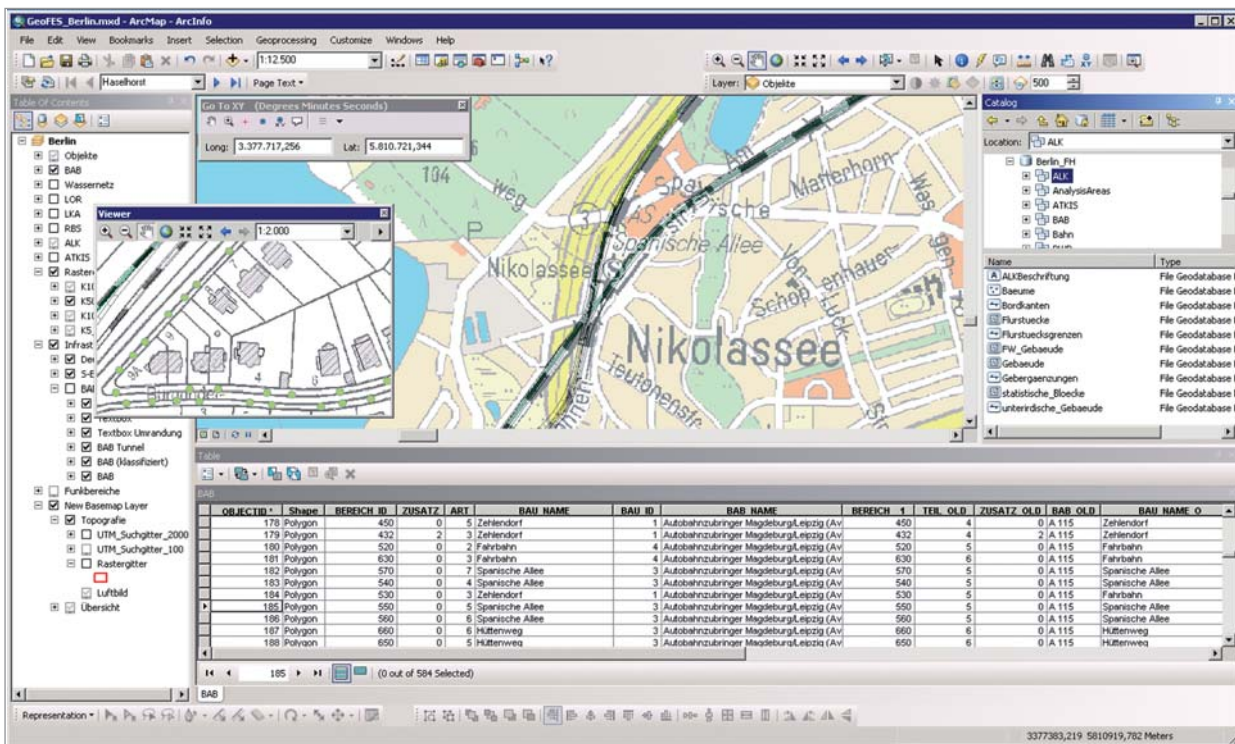 GeoFES_Berlin.mxd - ArcMap - ArcInfo
File Edit View Bookmarks Insert Selection Geoprocessing Customize Windows Help
1:12.500
Haselhorst
Page Text
Layer: Objekte
500
Table Of Contents
Berlin
Objekte
BAB
Wassernetz
LOR
LKA
RBS
ALK
ATKIS
Textbox Umrandung
BAB Tunnel
BAB (klassifiziert)
BAB
Funkbereiche
New Basemap Layer
Topografie
UTM_Suchgitter_2000
UTM_Suchgitter_100
Rastergitter
Luftbild
Übersicht
Go To XY (Degrees Minutes Seconds)
Long: 3.377.717,256 Lat: 5.810.721,344
Viewer
1:2.000
7
9
4
6
9A
3
104
weg
P
Nikolassee
3
S
AS
Spanische Allee
Am
Matterhorn
Was
gen
Von
Luck
Schopenhauer-
Nikolassee
Teutonenstr
Catalog
Location: ALK
Berlin_FH
ALK
AnalysisAreas
ATKIS
BAB
Bahn
Name Type
ALKBeschriftung File Geodatabase
Baeume File Geodatabase
Bordkanten File Geodatabase
Flurstuecke File Geodatabase
Flurstuecksgrenzen File Geodatabase
FW_Gebaeude File Geodatabase
Gebaeude File Geodatabase
Gebergaenzungen File Geodatabase
statistische_Bloecke File Geodatabase
unterirdische_Gebaeude File Geodatabase
Table
BAB
OBJECTID * Shape BEREICH_ID ZUSATZ ART BAU_NAME BAU_ID BAB_NAME BEREICH_1 TEIL_OLD ZUSATZ_OLD BAB_OLD BAU_NAME_O
178 Polygon 450 0 5 Zehlendorf 1 Autobahnzubringer Magdeburg/Leipzig (Av 450 4 0 A 115 Zehlendorf
179 Polygon 432 2 3 Zehlendorf 1 Autobahnzubringer Magdeburg/Leipzig (Av 432 4 2 A 115 Zehlendorf
180 Polygon 520 0 2 Fahrbahn 4 Autobahnzubringer Magdeburg/Leipzig (Av 520 5 0 A 115 Fahrbahn
181 Polygon 630 0 3 Fahrbahn 4 Autobahnzubringer Magdeburg/Leipzig (Av 630 6 0 A 115 Fahrbahn
182 Polygon 570 0 7 Spanische Allee 3 Autobahnzubringer Magdeburg/Leipzig (Av 570 5 0 A 115 Spanische Allee
183 Polygon 540 0 4 Spanische Allee 3 Autobahnzubringer Magdeburg/Leipzig (Av 540 5 0 A 115 Spanische Allee
184 Polygon 530 0 3 Zehlendorf 1 Autobahnzubringer Magdeburg/Leipzig (Av 530 5 0 A 115 Fahrbahn
185 Polygon 550 0 5 Spanische Allee 3 Autobahnzubringer Magdeburg/Leipzig (Av 550 5 0 A 115 Spanische Allee
186 Polygon 560 0 6 Spanische Allee 3 Autobahnzubringer Magdeburg/Leipzig (Av 560 5 0 A 115 Spanische Allee
187 Polygon 660 0 6 Hüttenweg 3 Autobahnzubringer Magdeburg/Leipzig (Av 660 6 0 A 115 Hüttenweg
188 Polygon 650 0 5 Hüttenweg 3 Autobahnzubringer Magdeburg/Leipzig (Av 650 6 0 A 115 Hüttenweg
185 (0 out of 584 Selected)
BAB
Representation
3377383,219 5810919,782 Meters